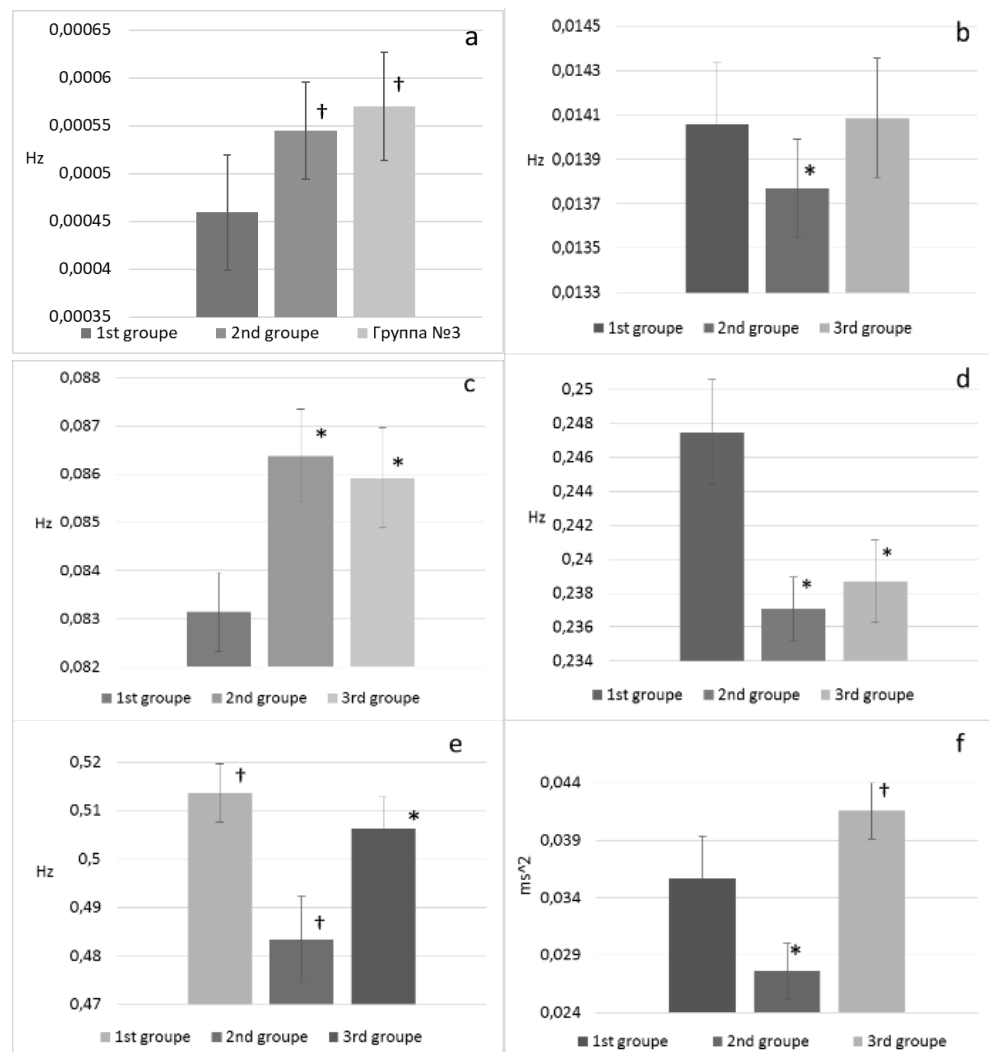 a
0,00065
0,0006
0,00055
0,0005
0,00045
0,0004
0,00035
Hz
† †
■ 1st groupe ■ 2nd groupe ■ Группа №3
b
0,0145
0,0143
0,0141
0,0139
0,0137
0,0135
0,0133
Hz
*
■ 1st groupe ■ 2nd groupe ■ 3rd groupe
c
0,088
0,087
0,086
0,085
0,084
0,083
0,082
Hz
* *
■ 1st groupe ■ 2nd groupe ■ 3rd groupe
d
0,25
0,248
0,246
0,244
0,242
0,24
0,238
0,236
0,234
Hz
* *
■ 1st groupe ■ 2nd groupe ■ 3rd groupe
e
0,52
0,51
0,5
0,49
0,48
0,47
Hz
† † *
■ 1st groupe ■ 2nd groupe ■ 3rd groupe
f
0,044
0,039
0,034
0,029
0,024
ms^2
* †
■ 1st groupe ■ 2nd groupe ■ 3rd groupe